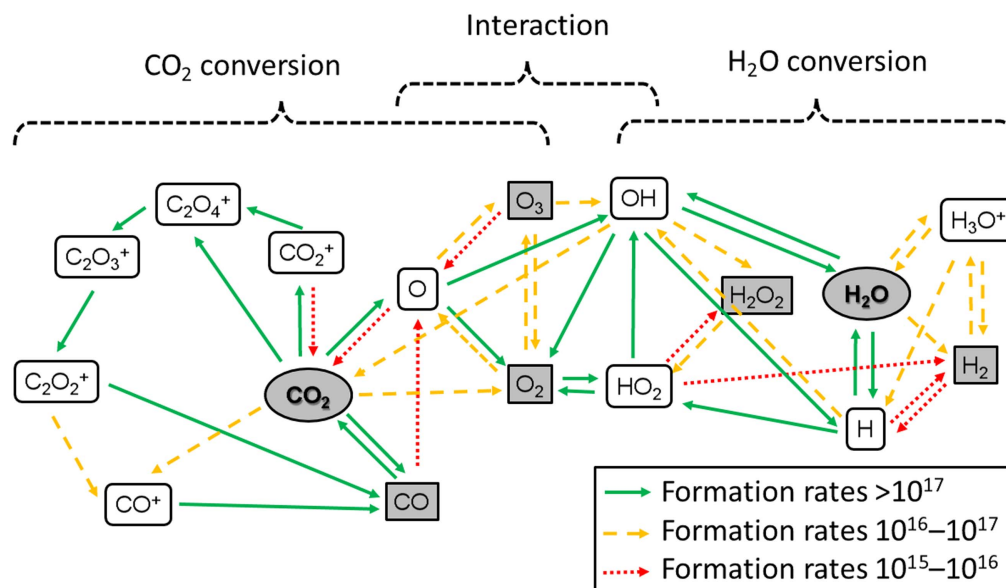 Interaction
CO₂ conversion
H₂O conversion
C₂O₄⁺
O₃
OH
H₃O⁺
C₂O₃⁺
CO₂⁺
O
H₂O₂
H₂O
C₂O₂⁺
CO₂
O₂
HO₂
H₂
H
CO⁺
CO
Formation rates >10¹⁷
Formation rates 10¹⁶–10¹⁷
Formation rates 10¹⁵–10¹⁶